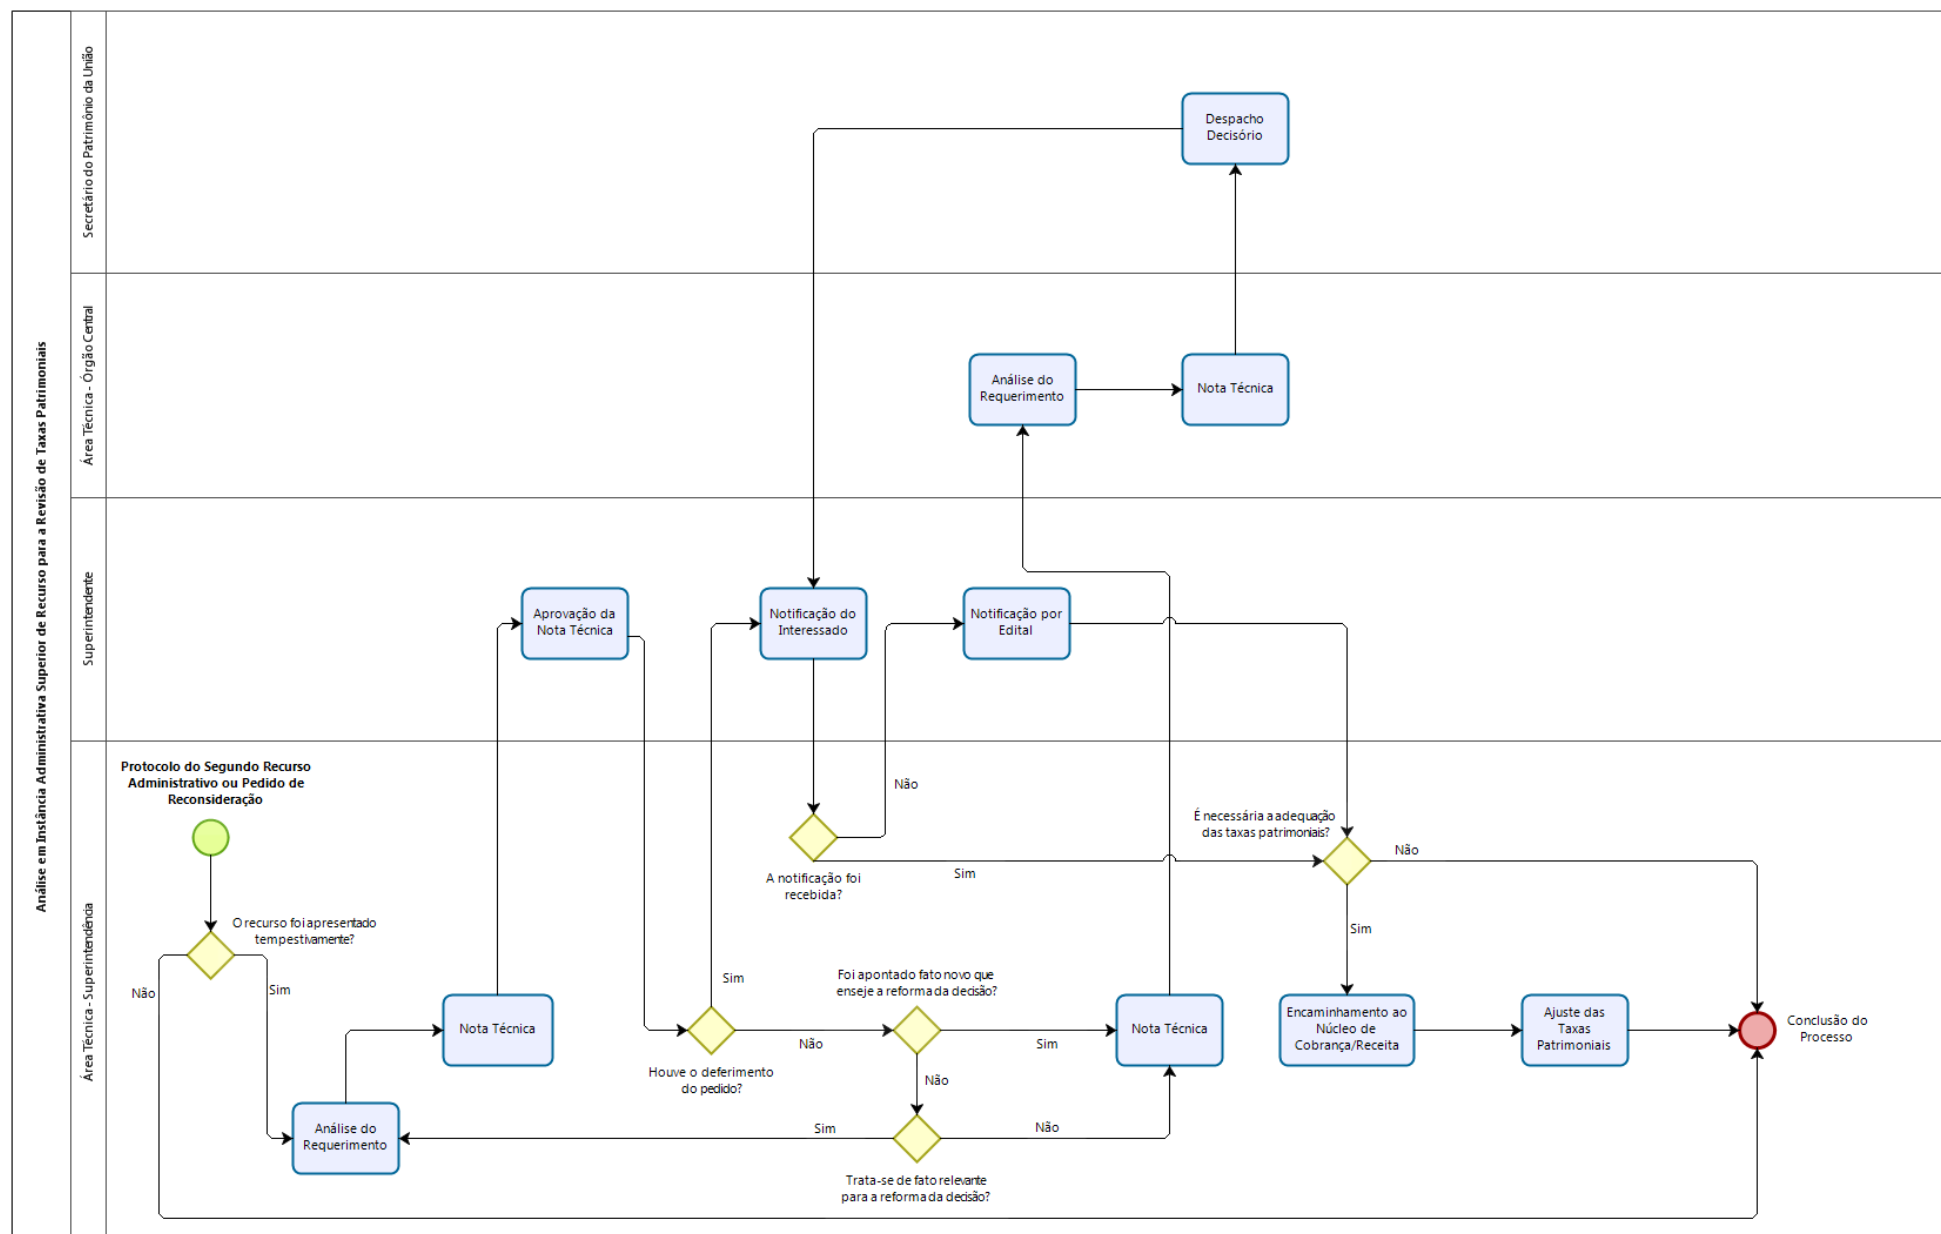 Análise em Instância Administrativa Superior de Recurso para a Revisão de Taxas Patrimoniais
Secretário do Patrimônio da União
Despacho
Decisório
Área Técnica - Órgão Central
Análise do
Requerimento
Nota Técnica
Superintendente
Aprovação da
Nota Técnica
Notificação do
Interessado
Notificação por
Edital
Área Técnica - Superintendência
Protocolo do Segundo Recurso
Administrativo ou Pedido de
Reconsideração
O recurso foi apresentado
tempestivamente?
Não
Sim
Análise do
Requerimento
Nota Técnica
Houve o deferimento
do pedido?
Sim
Não
A notificação foi
recebida?
Não
Sim
Foi apontado fato novo que
enseje a reforma da decisão?
Sim
Não
Trata-se de fato relevante
para a reforma da decisão?
Sim
Não
Nota Técnica
É necessária a adequação
das taxas patrimoniais?
Não
Sim
Encaminhamento ao
Núcleo de
Cobrança/Receita
Ajuste das
Taxas
Patrimoniais
Conclusão do
Processo